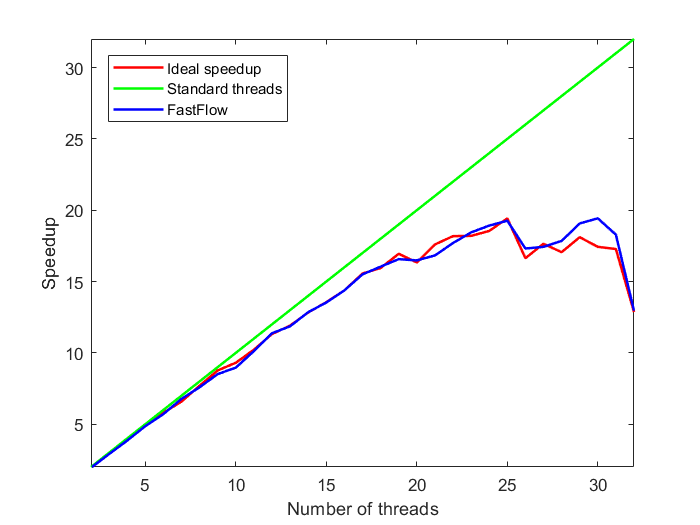 Ideal speedup
Standard threads
FastFlow
30
25
20
15
10
5
Speedup
5 10 15 20 25 30
Number of threads